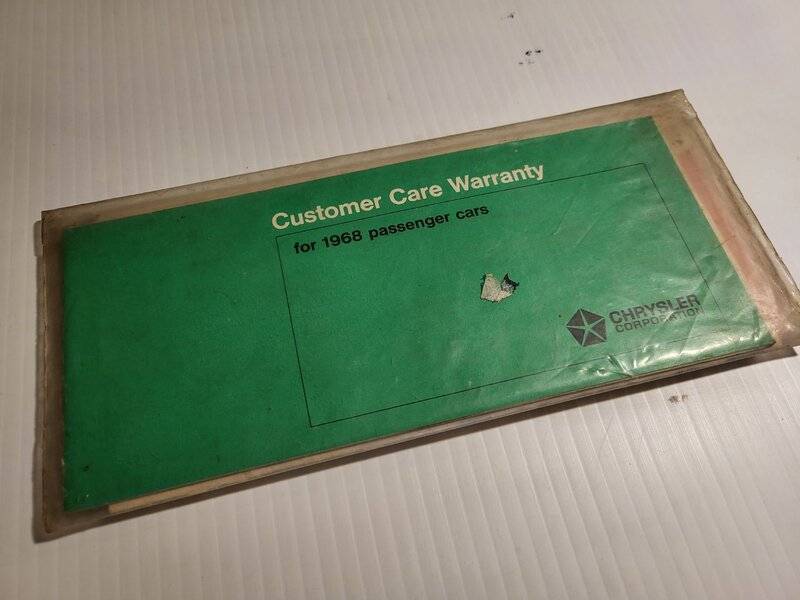 Customer Care Warranty
for 1968 passenger cars
CHRYSLER
CORPORATION